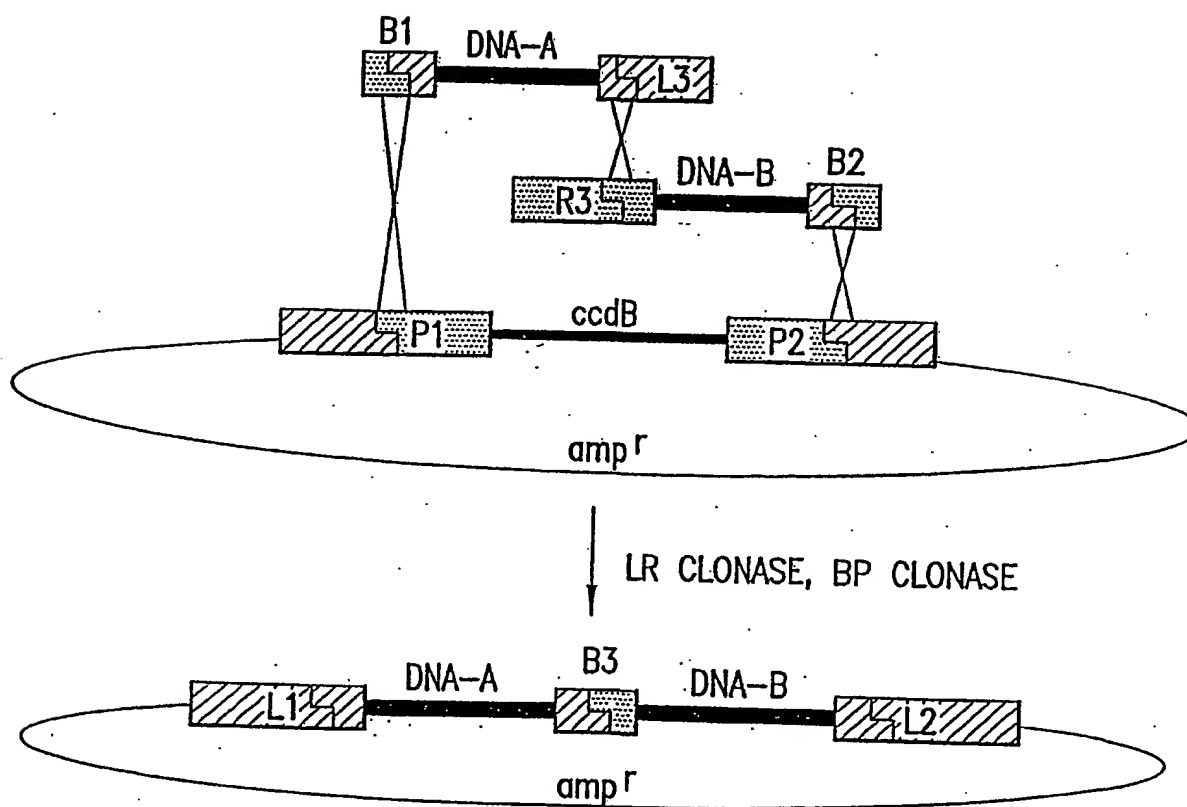 B1
DNA-A
L3
R3
DNA-B
B2
P1
ccdB
P2
amp r
LR CLONASE, BP CLONASE
L1
DNA-A
B3
DNA-B
L2
amp r